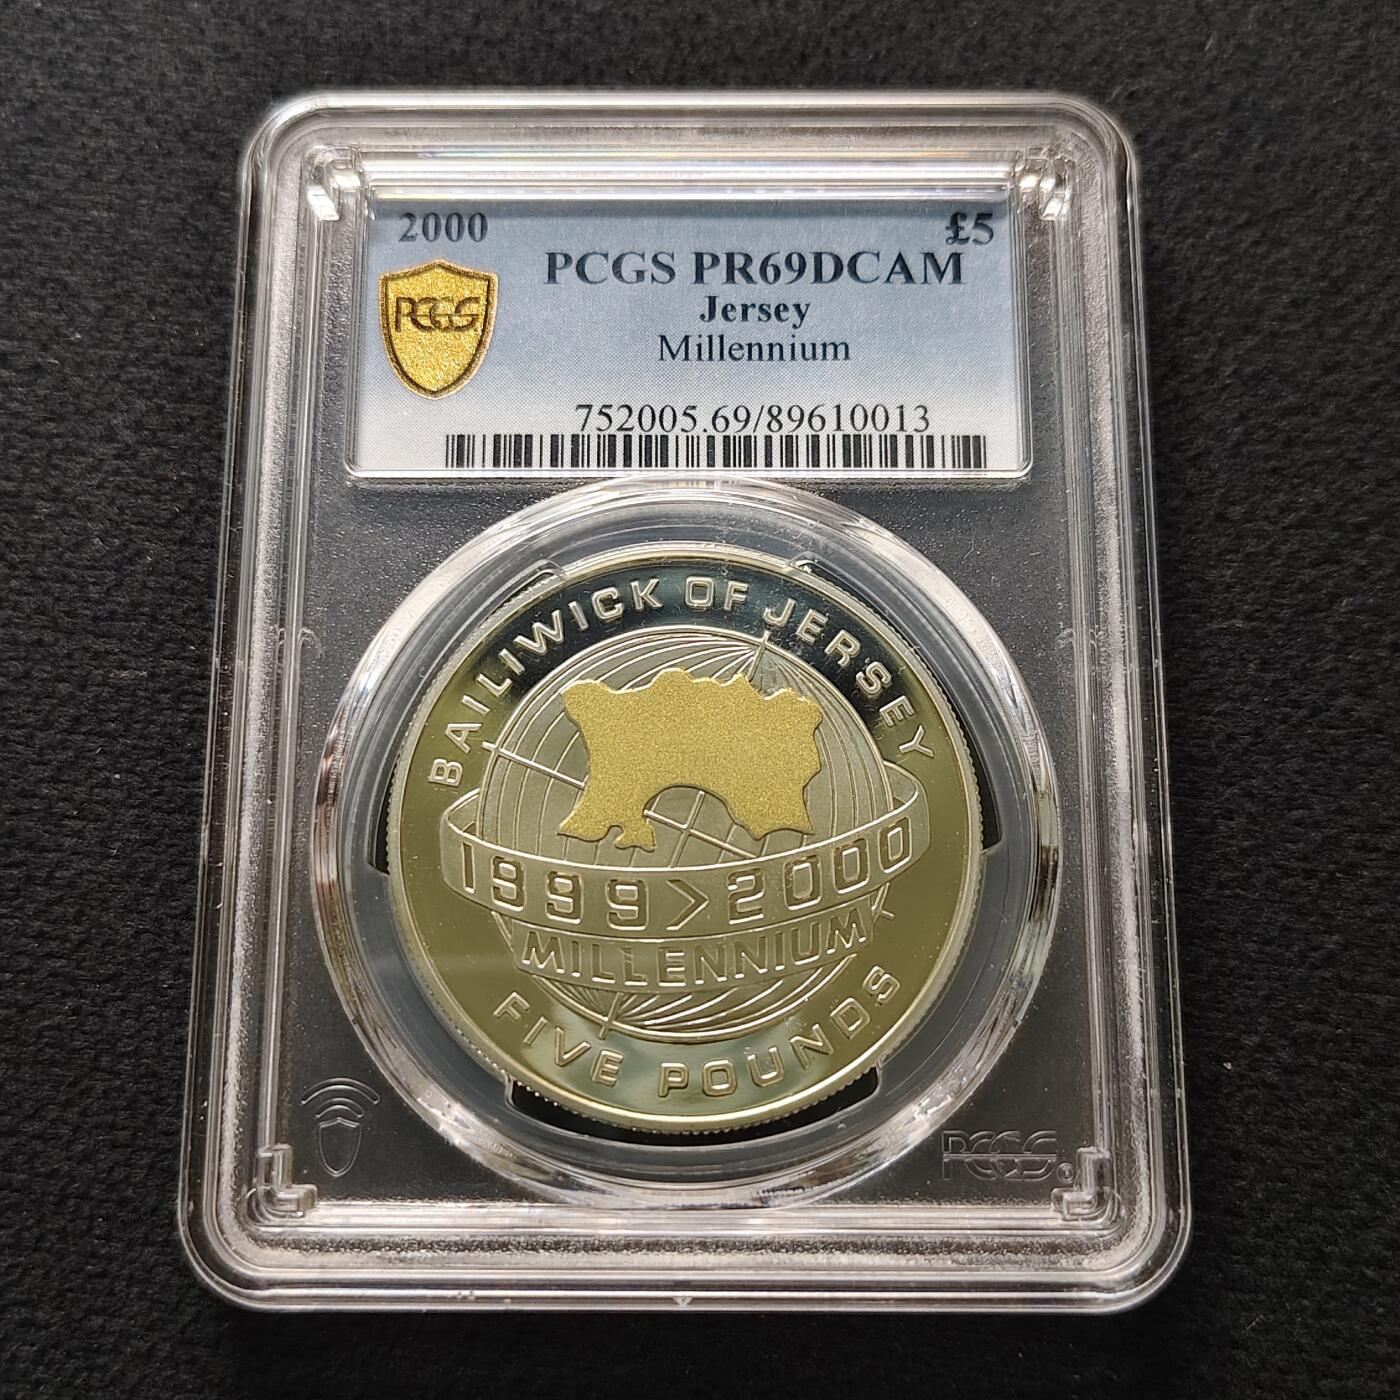 2000 £5
PCGS PR69DCAM
PCGS
Jersey
Millennium
752005.69/89610013
BAILIWICK OF JERSEY
1999>2000
MILLENNIUM
FIVE POUNDS
PCGS